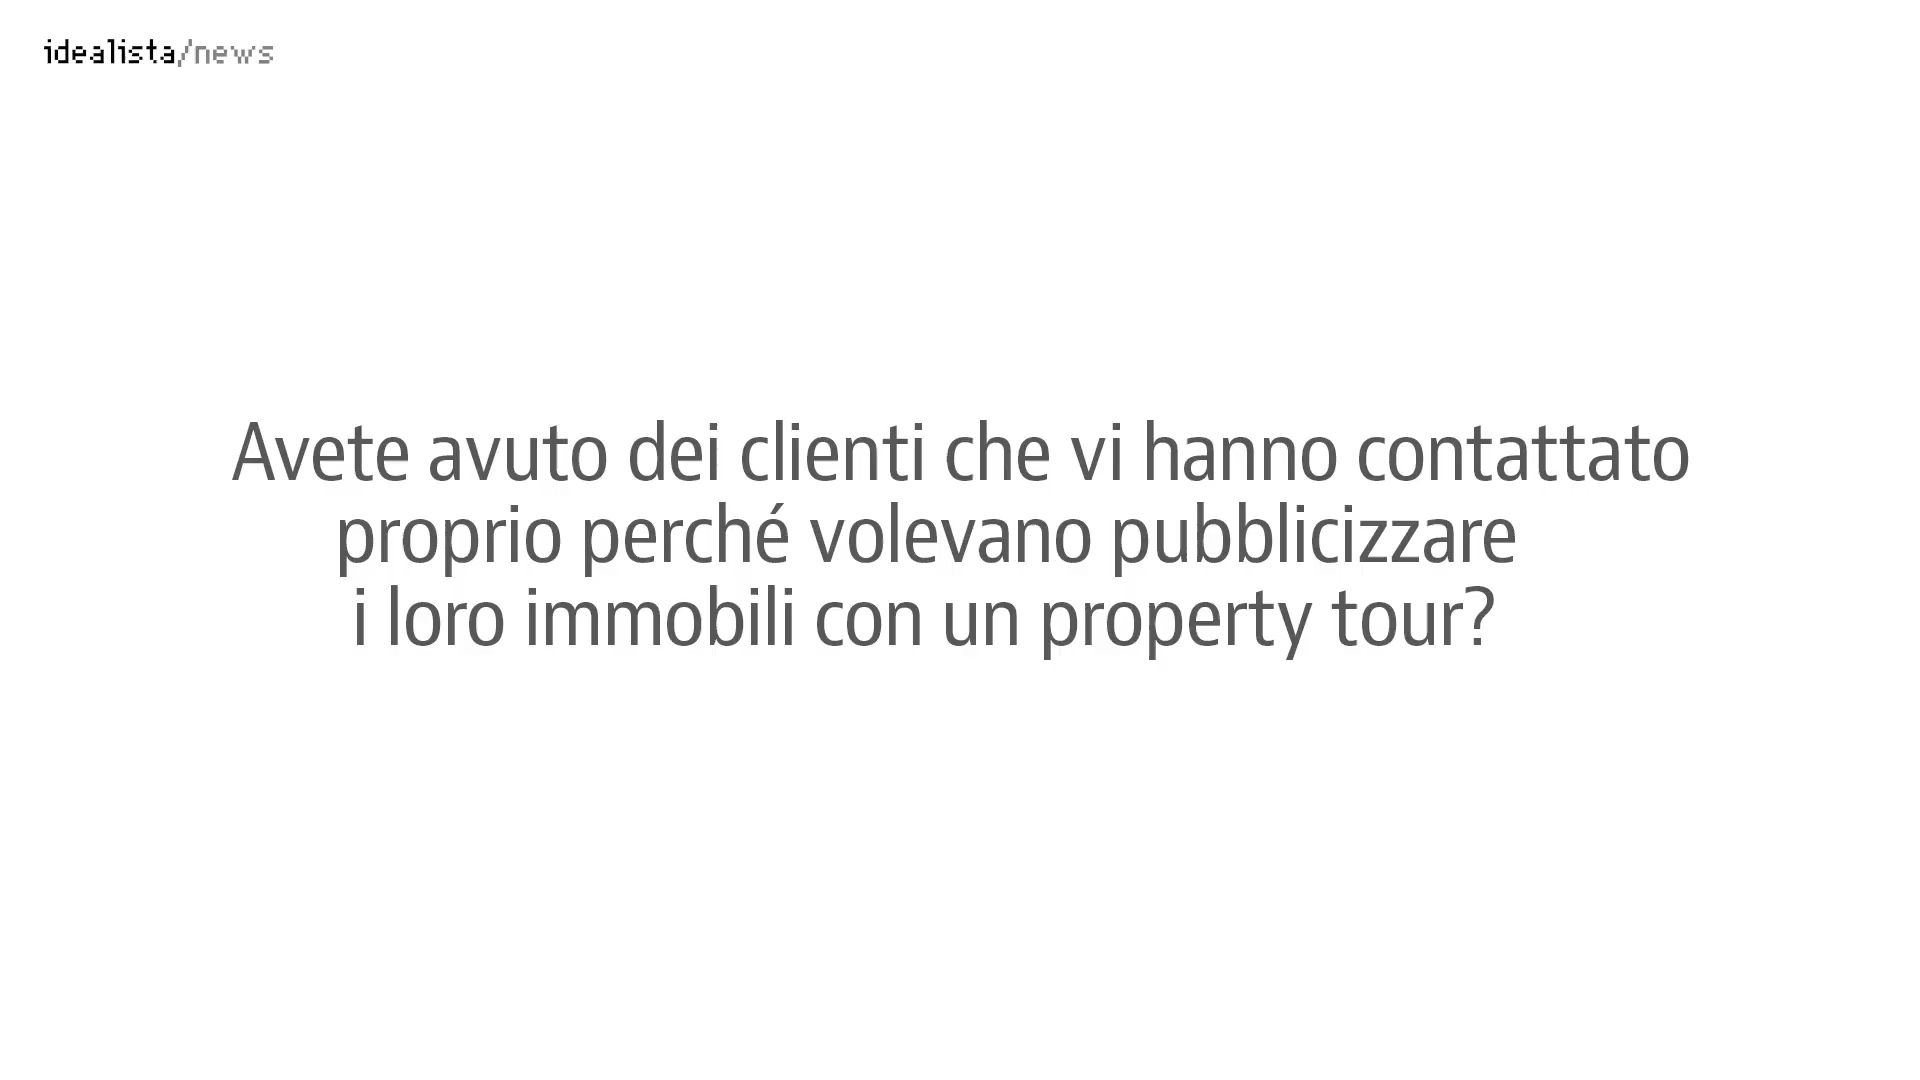 idealista/news
Avete avuto dei clienti che vi hanno contattato
proprio perché volevano pubblicizzare
i loro immobili con un property tour?